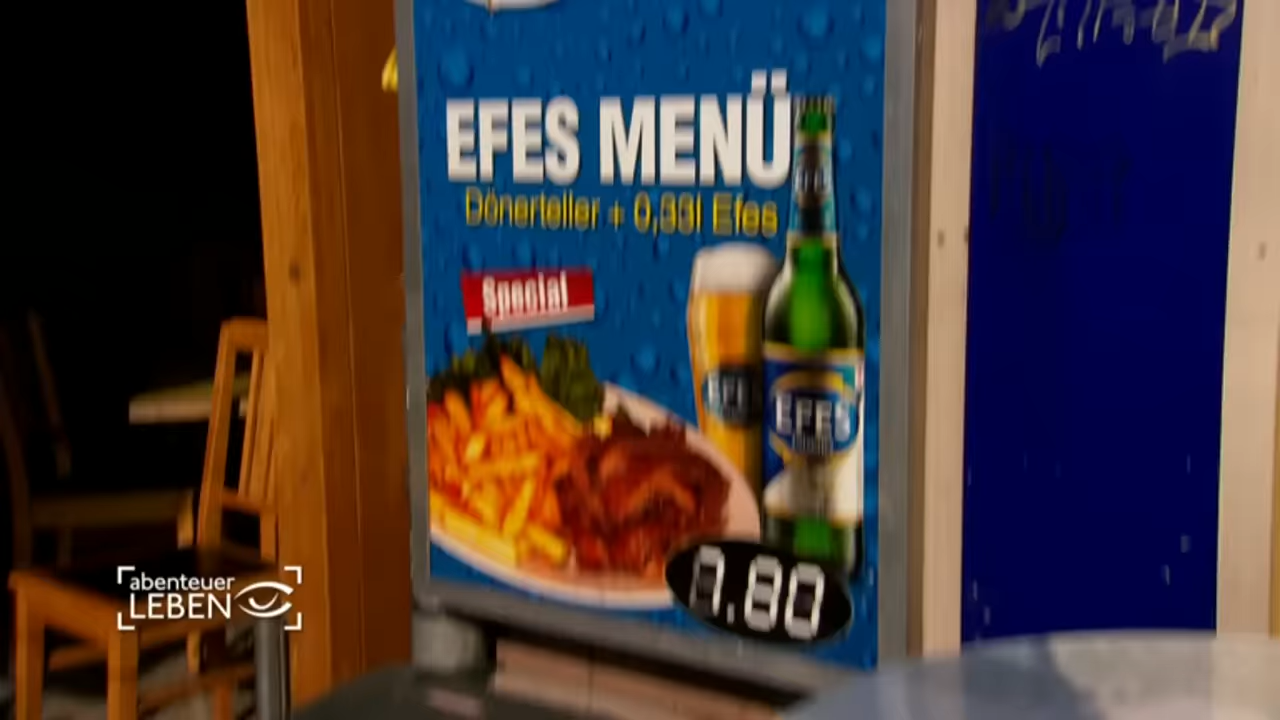 EFES MENÜ
Dönerteller + 0,33l Efes
Special
EFES
7.80
abenteuer
LEBEN